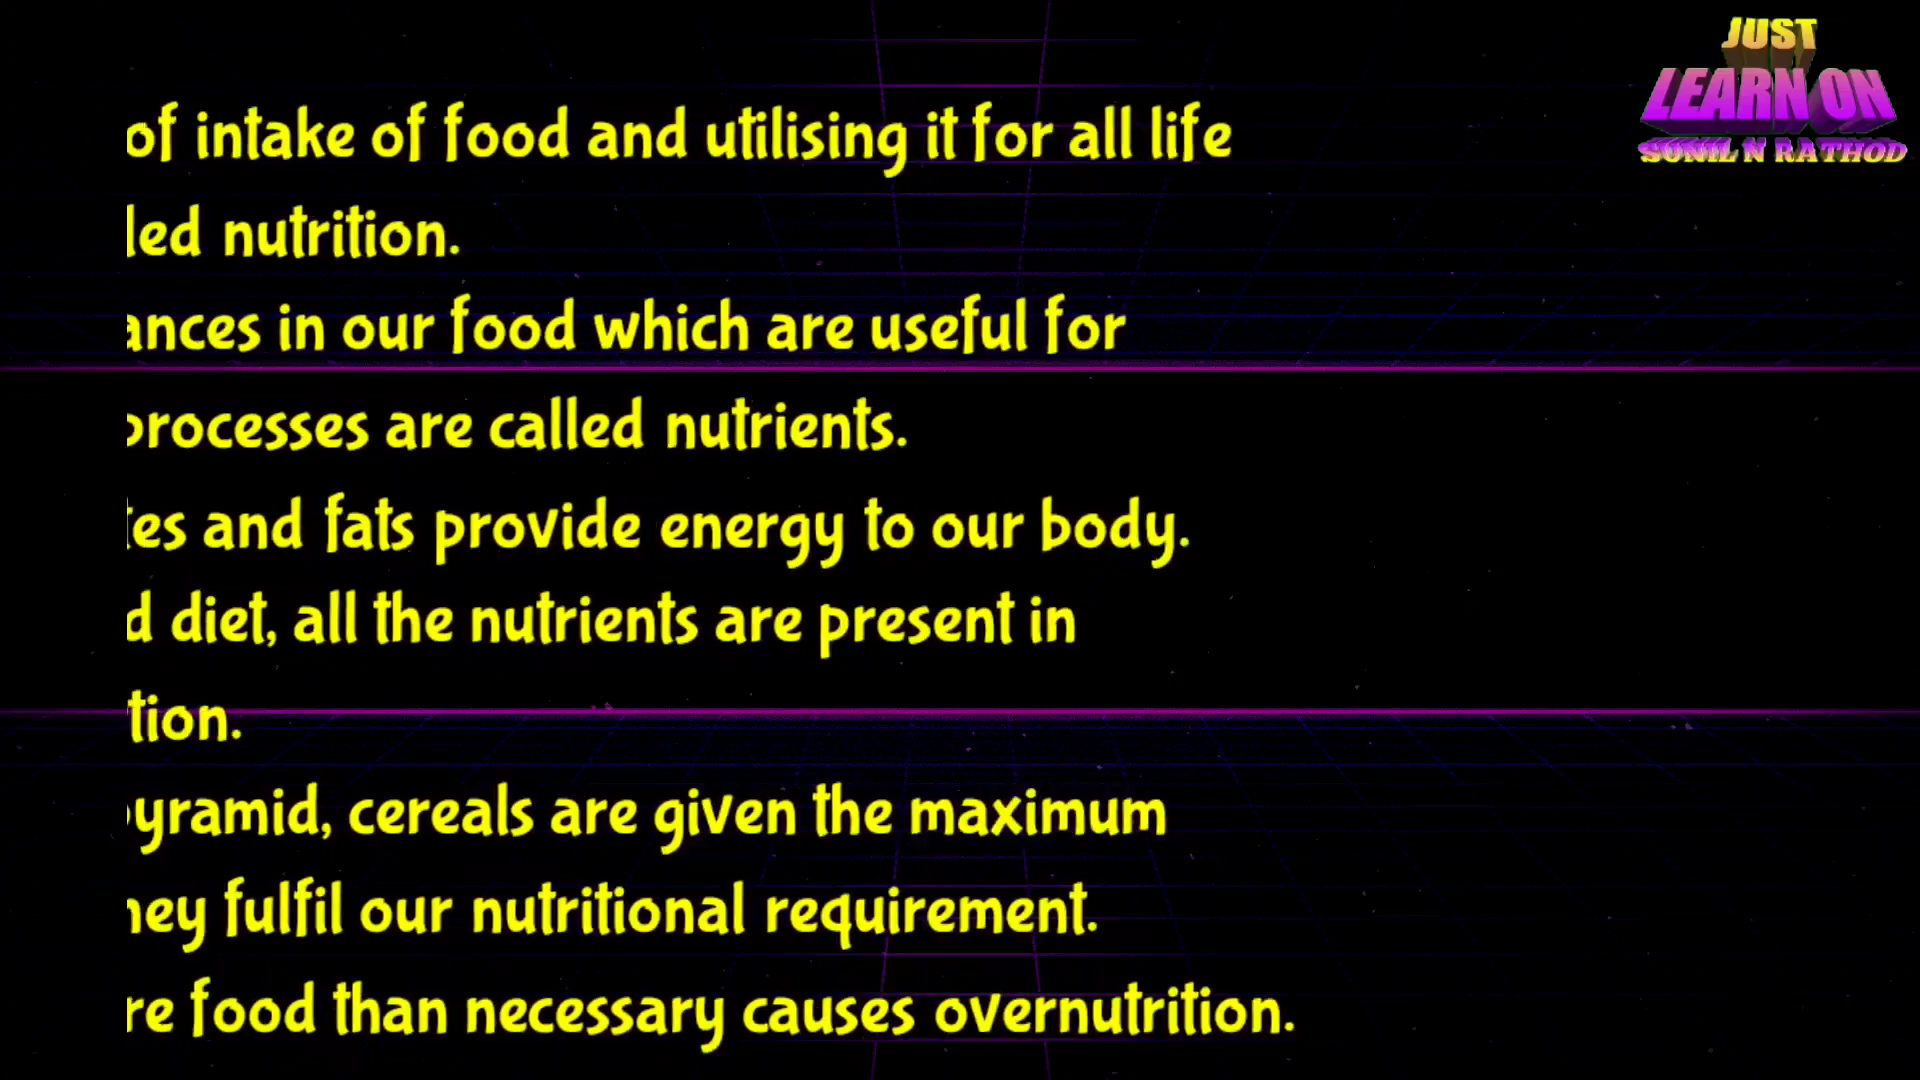 of intake of food and utilising it for all life
led nutrition.
ances in our food which are useful for
processes are called nutrients.
tes and fats provide energy to our body.
d diet, all the nutrients are present in
tion.
pyramid, cereals are given the maximum
hey fulfil our nutritional requirement.
re food than necessary causes overnutrition.
JUST
LEARN ON
SUNIL N RATHOD